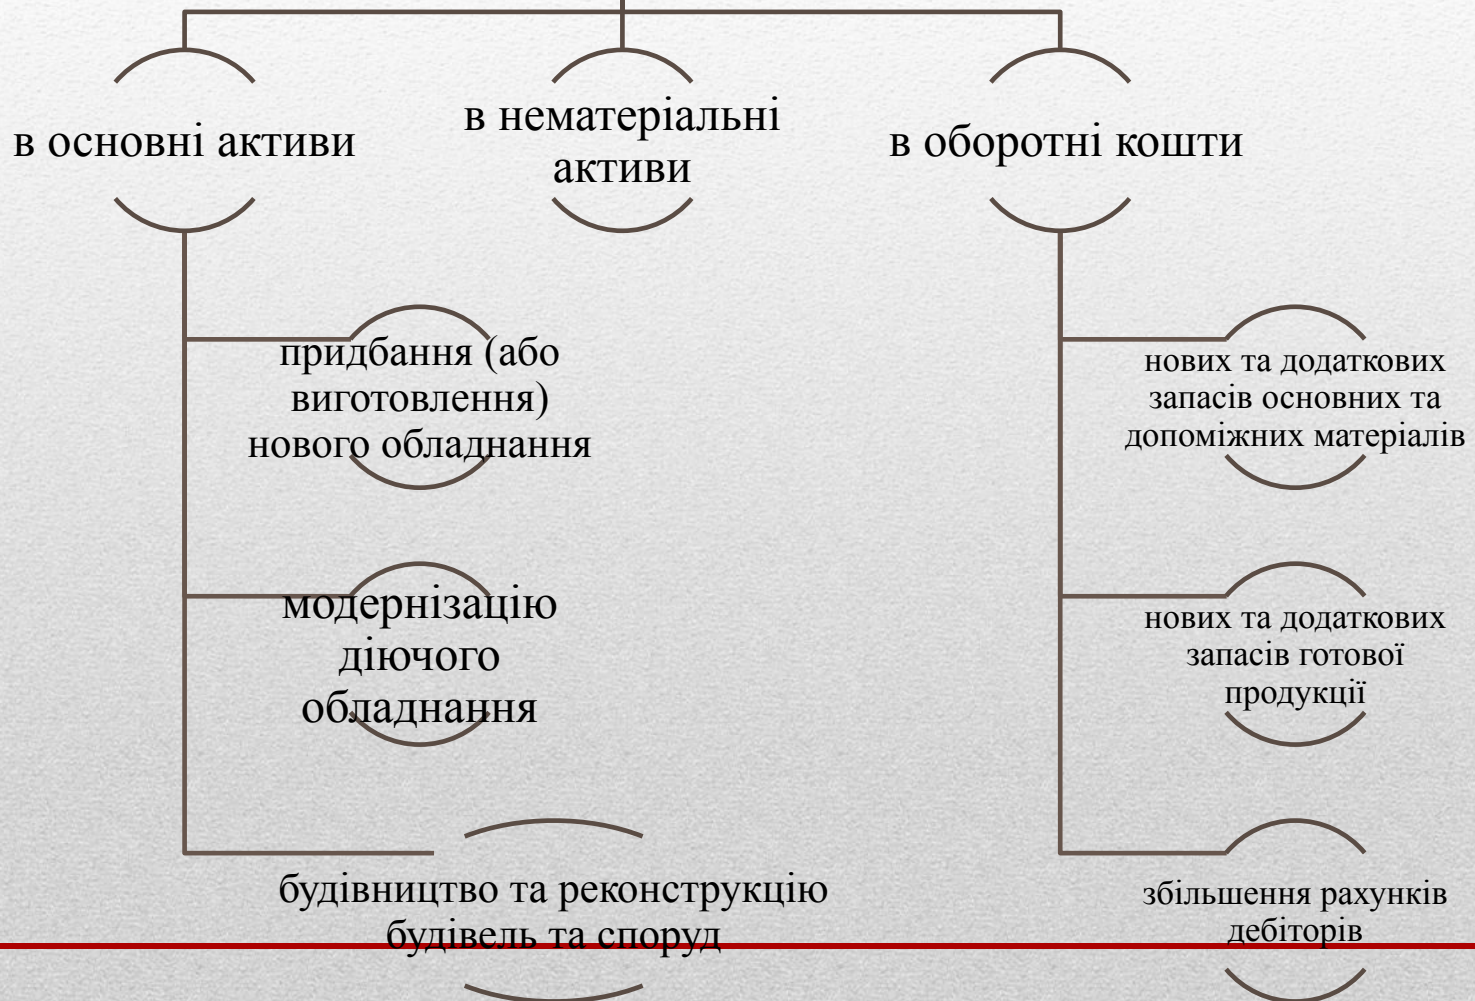 в основні активи
в нематеріальні
активи
в оборотні кошти
придбання (або
виготовлення)
нового обладнання
модернізацію
діючого
обладнання
будівництво та реконструкцію
будівель та споруд
нових та додаткових
запасів основних та
допоміжних матеріалів
нових та додаткових
запасів готової
продукції
збільшення рахунків
дебіторів